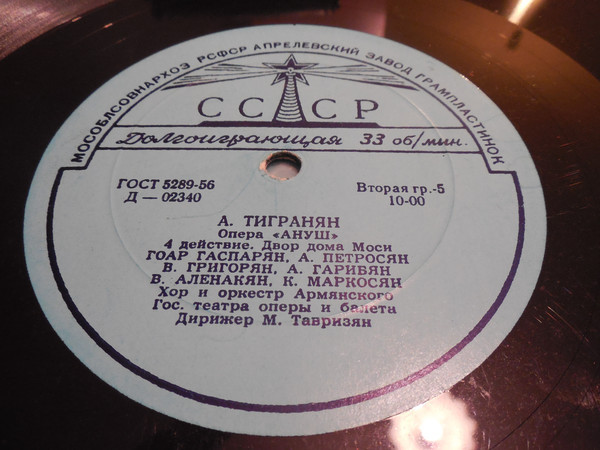 МОСОБЛСОВНАРХОЗ РСФСР АПРЕЛЕВСКИЙ ЗАВОД ГРАМПЛАСТИНОК
СССР
Долгоиграющая 33 об/мин.
ГОСТ 5289-56
Д — 02340
Вторая гр.-5
10-00
А. ТИГРАНЯН
Опера «АНУШ»
4 действие. Двор дома Моси
ГОАР ГАСПАРЯН, А. ПЕТРОСЯН
В. ГРИГОРЯН, А. ГАРИБЯН
В. АЛЕНАКЯН, К. МАРКОСЯН
Хор и оркестр Армянского
Гос. театра оперы и балета
Дирижер М. Тавризян